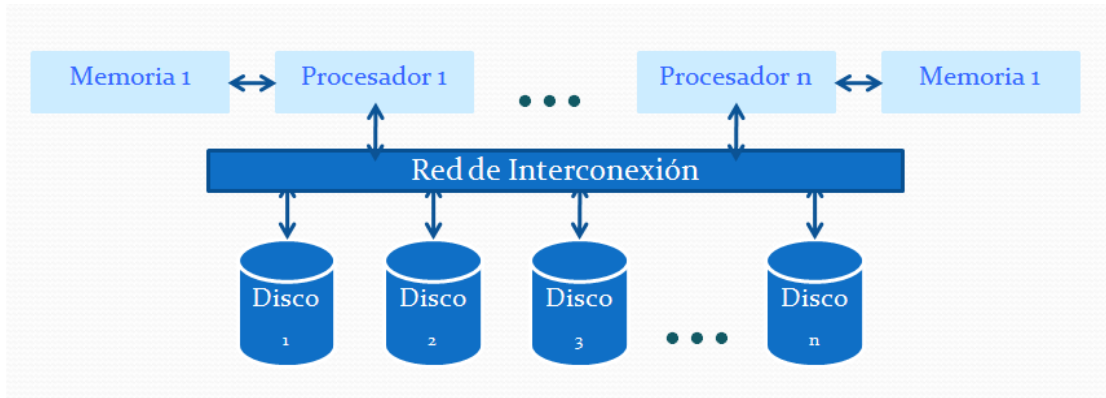 Memoria 1
Procesador 1
Procesador n
Memoria 1
Red de Interconexión
Disco
1
Disco
2
Disco
3
Disco
n